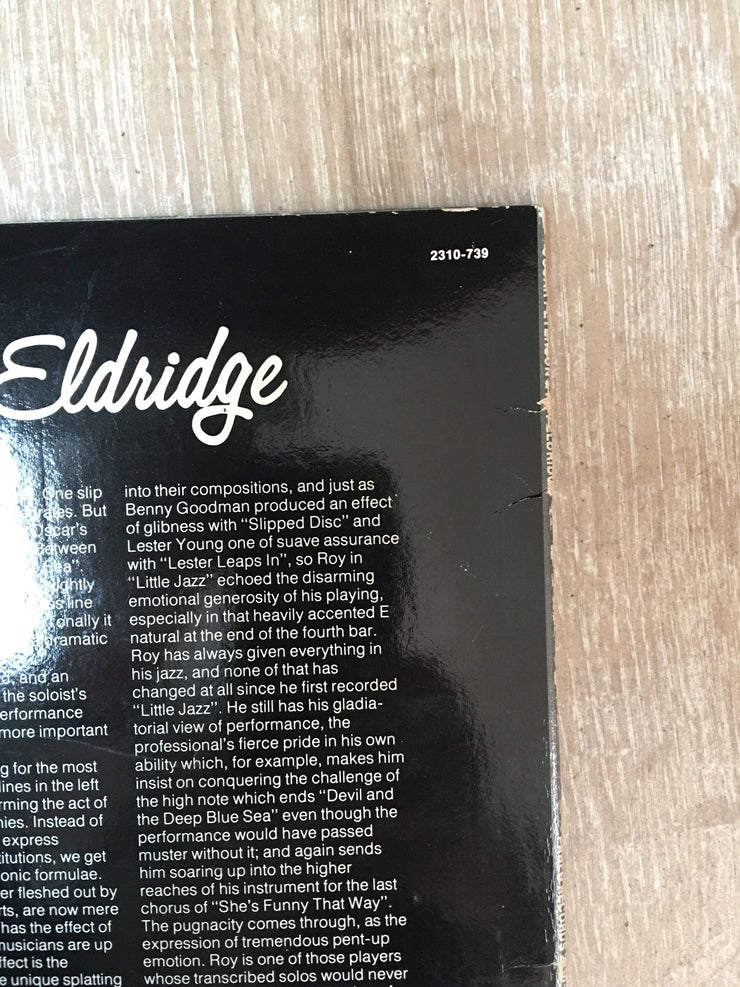 2310-739
Eldridge
One slip
But
Oscar's
Between
Sea"
line
onally it
dramatic
and an
the soloist's
erformance
more important
g for the most
lines in the left
rming the act of
nies. Instead of
express
titutions, we get
onic formulae.
er fleshed out by
rts, are now mere
has the effect of
musicians are up
ffect is the
e unique splatting
into their compositions, and just as
Benny Goodman produced an effect
of glibness with "Slipped Disc" and
Lester Young one of suave assurance
with "Lester Leaps In", so Roy in
"Little Jazz" echoed the disarming
emotional generosity of his playing,
especially in that heavily accented E
natural at the end of the fourth bar.
Roy has always given everything in
his jazz, and none of that has
changed at all since he first recorded
"Little Jazz". He still has his gladia-
torial view of performance, the
professional's fierce pride in his own
ability which, for example, makes him
insist on conquering the challenge of
the high note which ends "Devil and
the Deep Blue Sea" even though the
performance would have passed
muster without it; and again sends
him soaring up into the higher
reaches of his instrument for the last
chorus of "She's Funny That Way".
The pugnacity comes through, as the
expression of tremendous pent-up
emotion. Roy is one of those players
whose transcribed solos would never